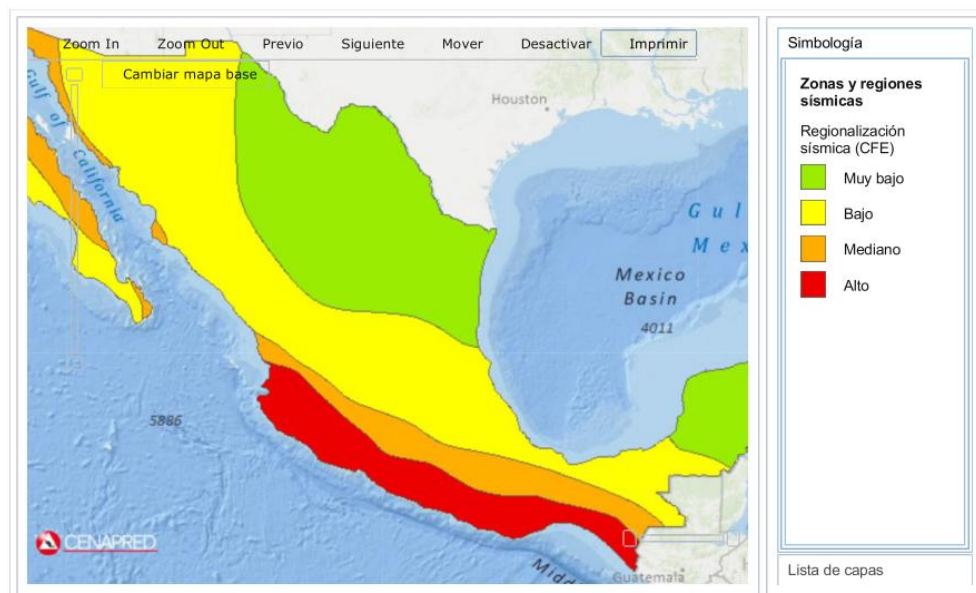 Zoom In
Zoom Out
Previo
Siguiente
Mover
Desactivar
Imprimir
Cambiar mapa base
Gulf of
California
Houston
Gul
Mex
Mexico
Basin
4011
5886
CENAPRED
Midd
Guatemala
Simbología
Zonas y regiones
sísmicas
Regionalización
sísmica (CFE)
Muy bajo
Bajo
Mediano
Alto
Lista de capas